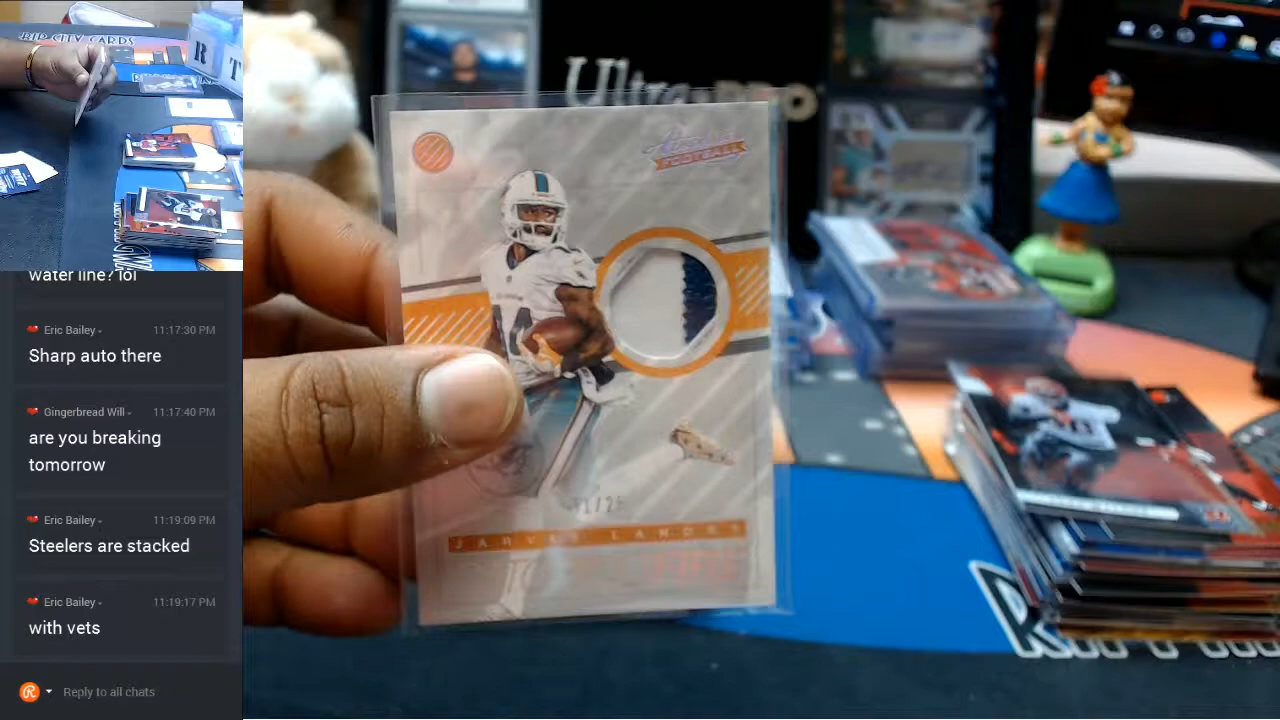 RIP CITY CARDS
R
T
water line? lol
Eric Bailey
11:17:30 PM
Sharp auto there
Gingerbread Will
11:17:40 PM
are you breaking
tomorrow
Eric Bailey
11:19:09 PM
Steelers are stacked
Eric Bailey
11:19:17 PM
with vets
Reply to all chats
Ultra PRO
Absolute
FOOTBALL
14
JARVIS LANDRY